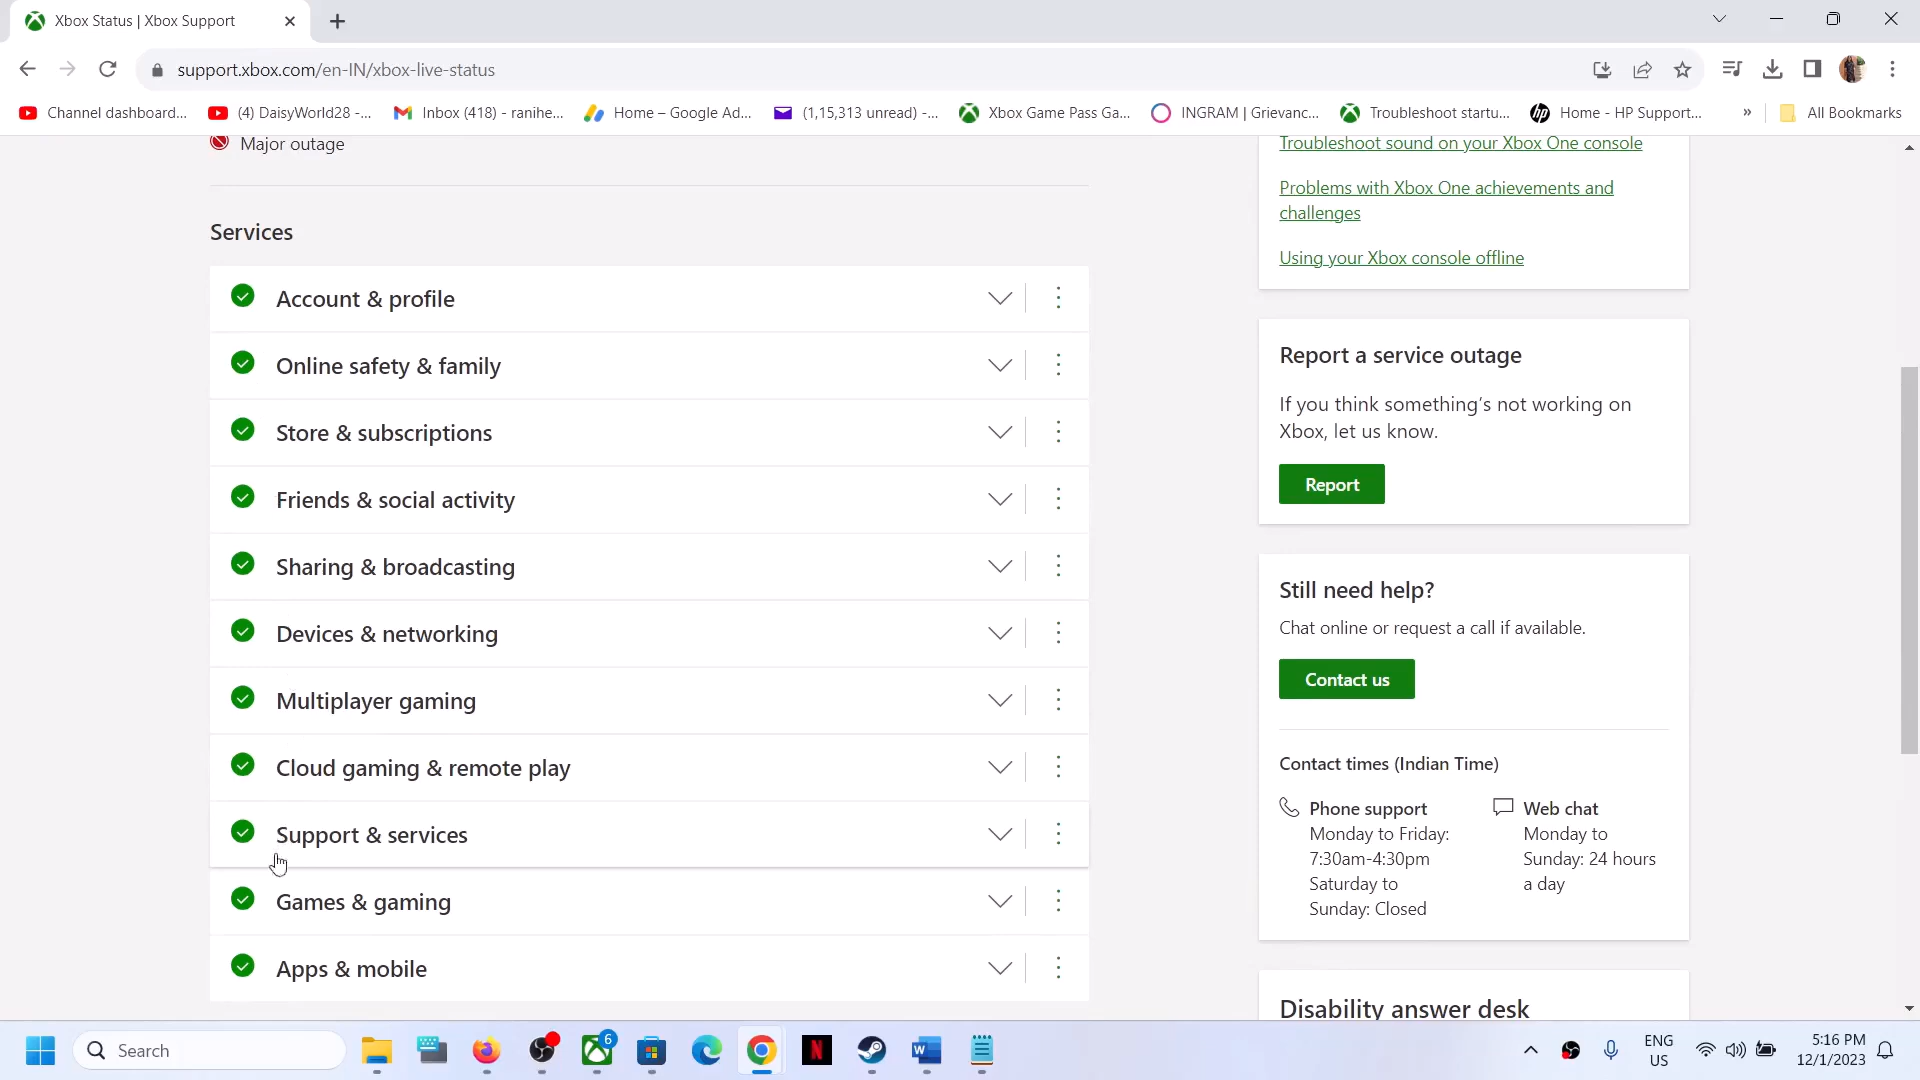 Xbox Status | Xbox Support
support.xbox.com/en-IN/xbox-live-status
Channel dashboard...
(4) DaisyWorld28 -...
Inbox (418) - ranihe...
Home – Google Ad...
(1,15,313 unread) -...
Xbox Game Pass Ga...
INGRAM | Grievanc...
Troubleshoot startu...
Home - HP Support...
»
All Bookmarks
Major outage
Services
Account & profile
Online safety & family
Store & subscriptions
Friends & social activity
Sharing & broadcasting
Devices & networking
Multiplayer gaming
Cloud gaming & remote play
Support & services
Games & gaming
Apps & mobile
Troubleshoot sound on your Xbox One console
Problems with Xbox One achievements and
challenges
Using your Xbox console offline
Report a service outage
If you think something's not working on
Xbox, let us know.
Report
Still need help?
Chat online or request a call if available.
Contact us
Contact times (Indian Time)
Phone support
Monday to Friday:
7:30am-4:30pm
Saturday to
Sunday: Closed
Web chat
Monday to
Sunday: 24 hours
a day
Disability answer desk
Search
6
N
W
ENG
US
5:16 PM
12/1/2023